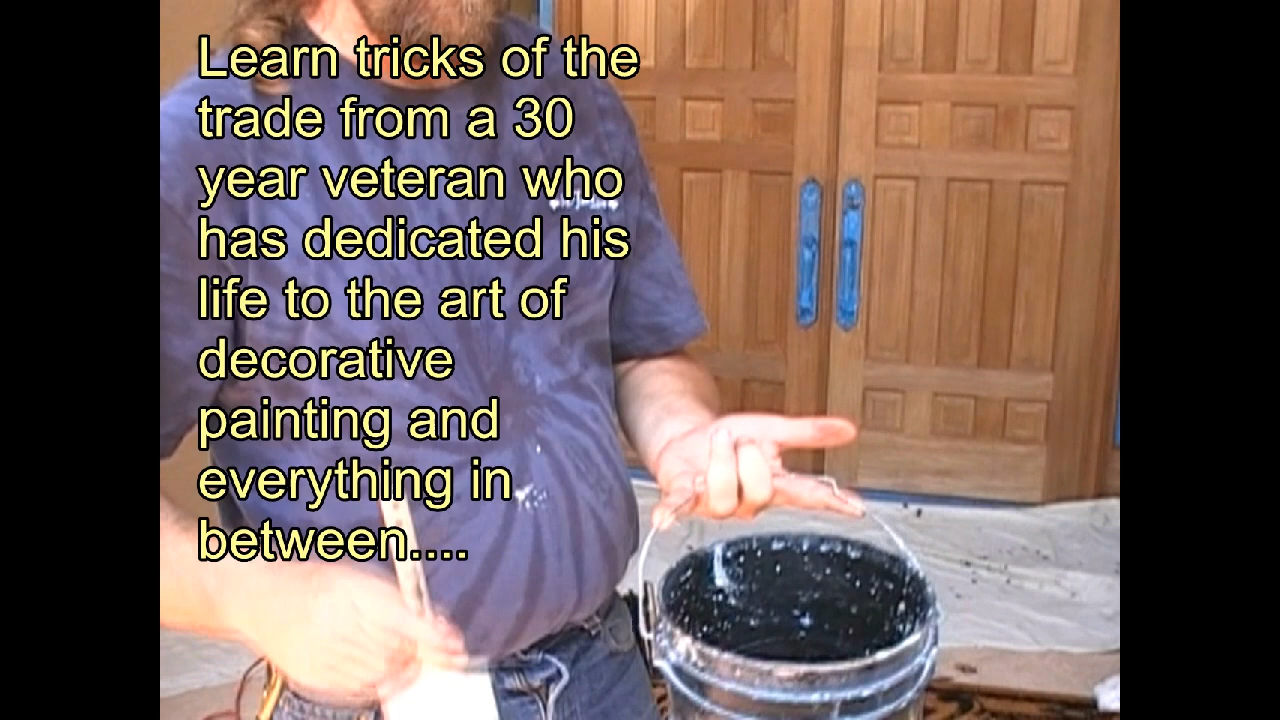 Learn tricks of the
trade from a 30
year veteran who
has dedicated his
life to the art of
decorative
painting and
everything in
between....